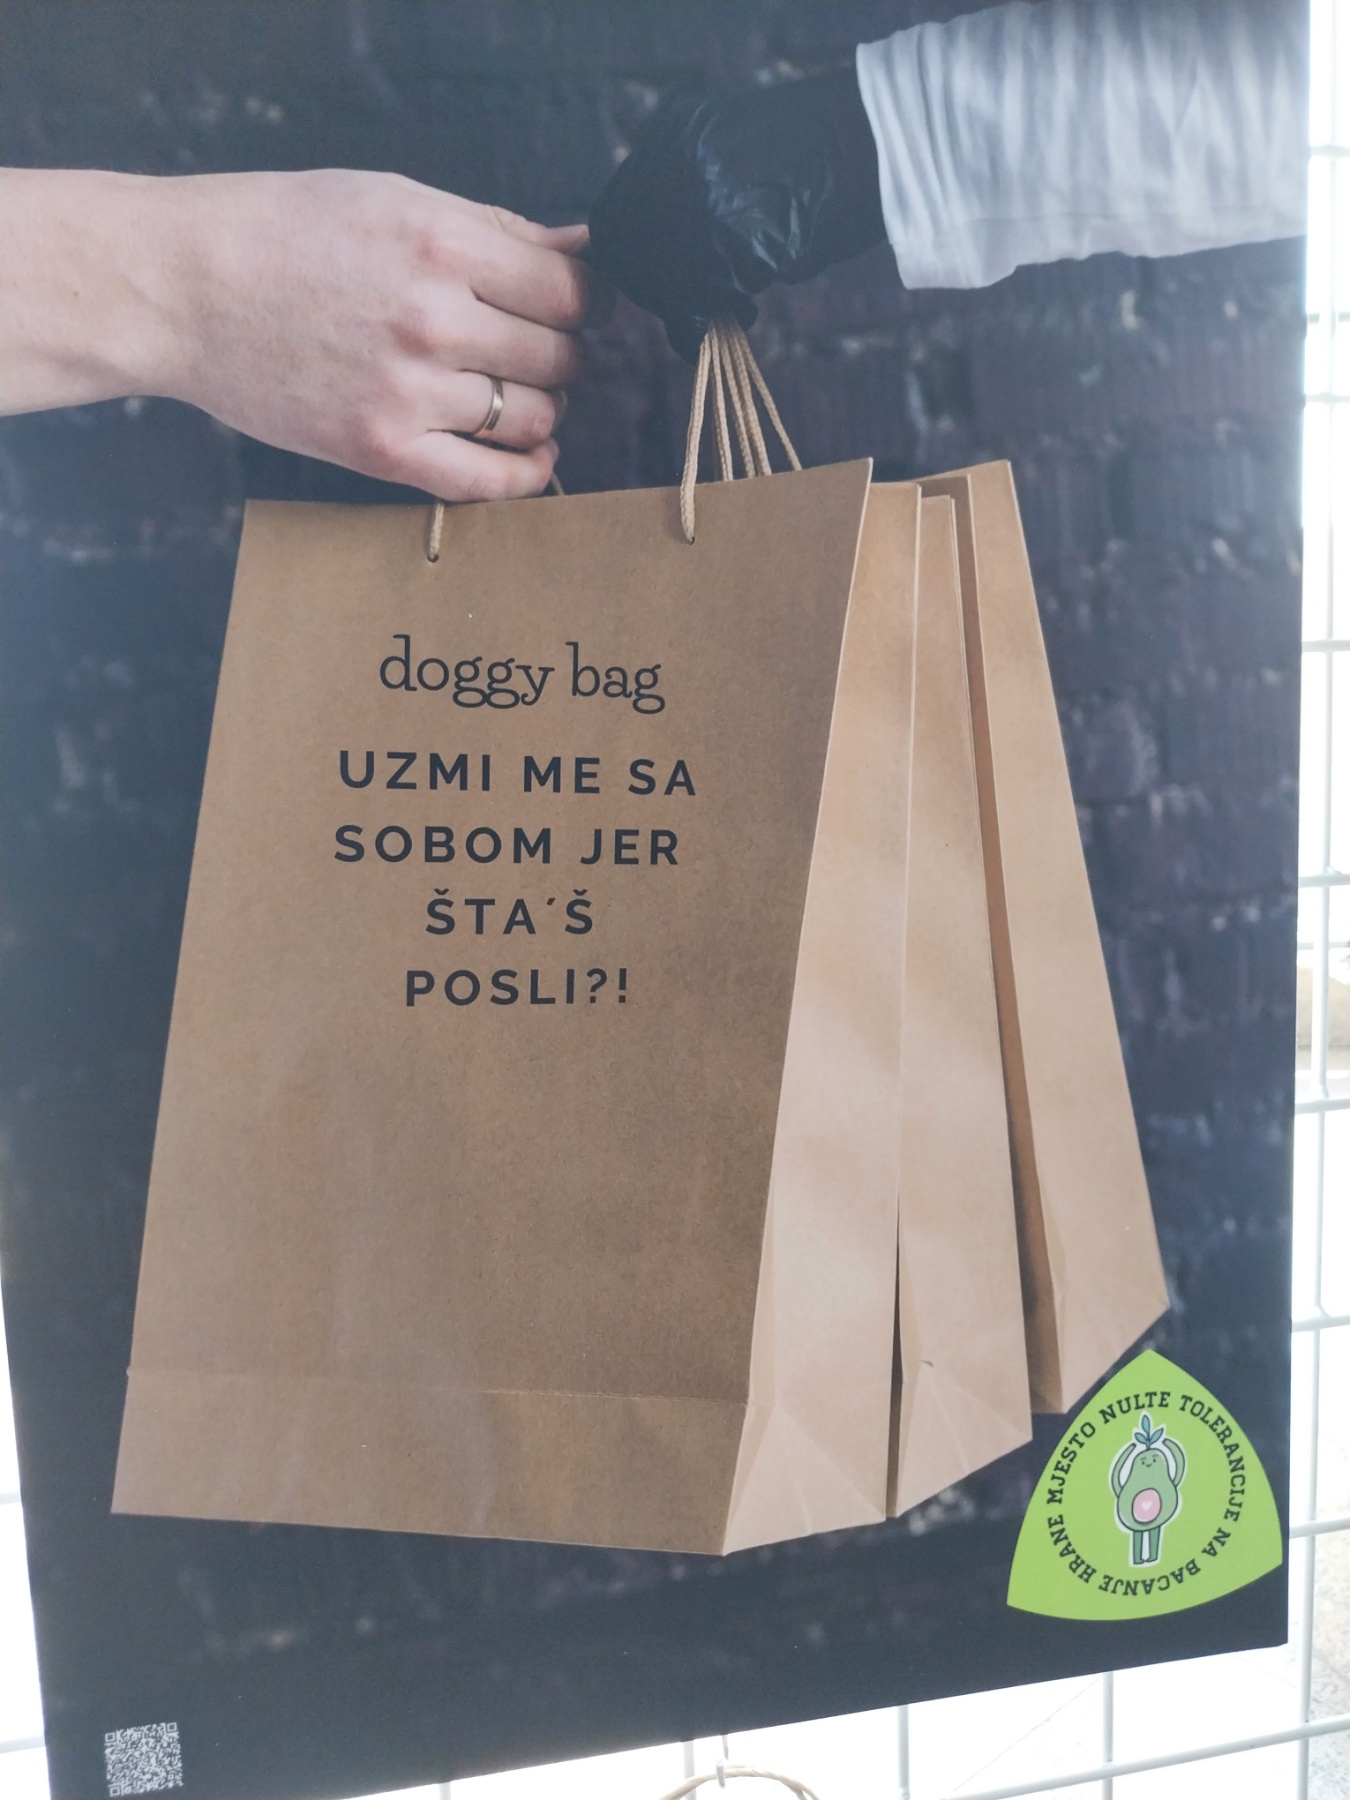 doggy bag
UZMI ME SA
SOBOM JER
ŠTA´Š
POSLI?!
MJESTO NULTE TOLERANCIJE NA BACANJE HRANE